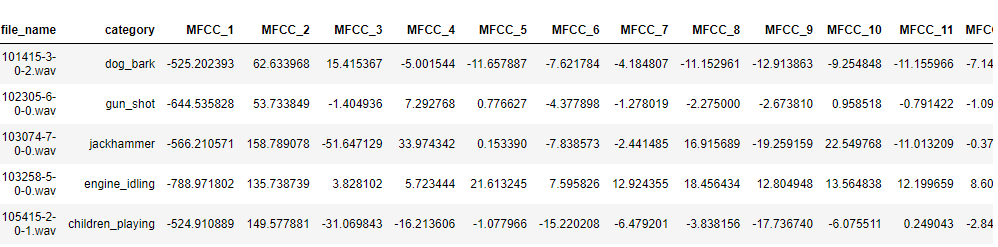 file_name category MFCC_1 MFCC_2 MFCC_3 MFCC_4 MFCC_5 MFCC_6 MFCC_7 MFCC_8 MFCC_9 MFCC_10 MFCC_11 MFCC
101415-3-0-2.wav dog_bark -525.202393 62.633968 15.415367 -5.001544 -11.657887 -7.621784 -4.184807 -11.152961 -12.913863 -9.254848 -11.155966 -7.14
102305-6-0-0.wav gun_shot -644.535828 53.733849 -1.404936 7.292768 0.776627 -4.377898 -1.278019 -2.275000 -2.673810 0.958518 -0.791422 -1.09
103074-7-0-0.wav jackhammer -566.210571 158.789078 -51.647129 33.974342 0.153390 -7.838573 -2.441485 16.915689 -19.259159 22.549768 -11.013209 -0.37
103258-5-0-0.wav engine_idling -788.971802 135.738739 3.828102 5.723444 21.613245 7.595826 12.924355 18.456434 12.804948 13.564838 12.199659 8.60
105415-2-0-1.wav children_playing -524.910889 149.577881 -31.069843 -16.213606 -1.077966 -15.220208 -6.479201 -3.838156 -17.736740 -6.075511 0.249043 -2.84